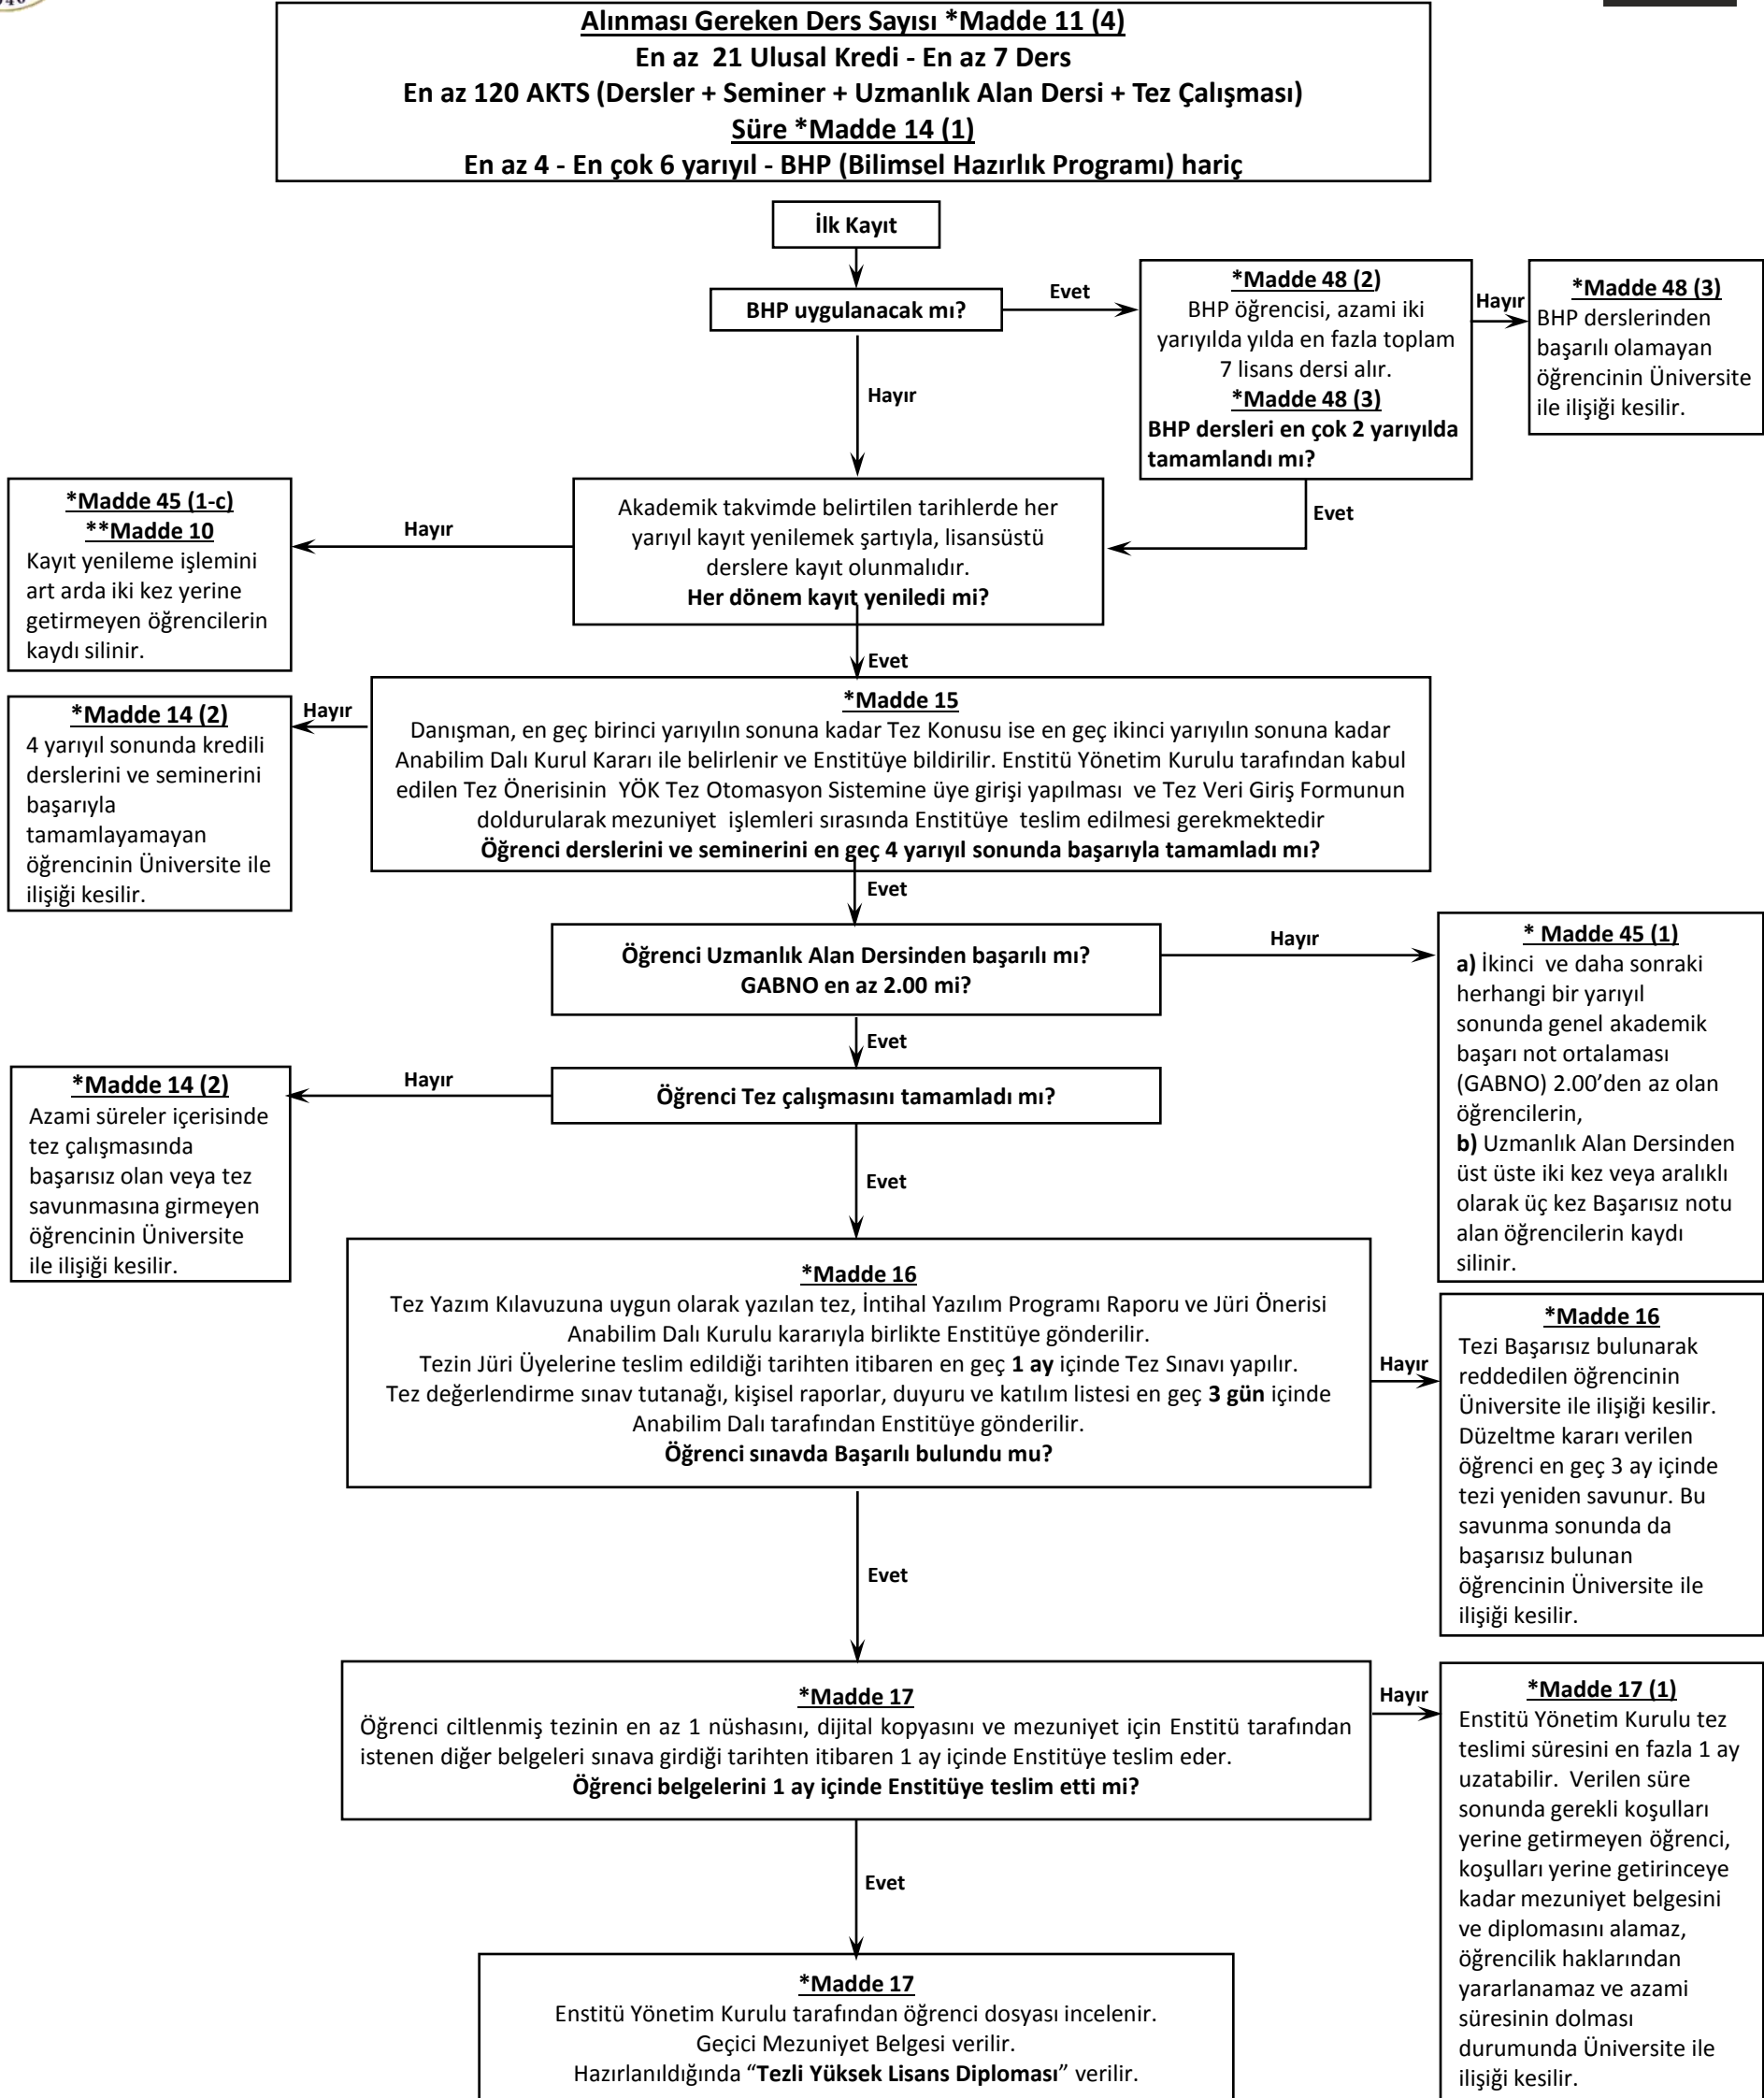 Alınması Gereken Ders Sayısı *Madde 11 (4)
En az 21 Ulusal Kredi - En az 7 Ders
En az 120 AKTS (Dersler + Seminer + Uzmanlık Alan Dersi + Tez Çalışması)
Süre *Madde 14 (1)
En az 4 - En çok 6 yarıyıl - BHP (Bilimsel Hazırlık Programı) hariç
İlk Kayıt
BHP uygulanacak mı?
Evet
*Madde 48 (2)
BHP öğrencisi, azami iki
yarıyılda yılda en fazla toplam
7 lisans dersi alır.
*Madde 48 (3)
BHP dersleri en çok 2 yarıyılda
tamamlandı mı?
Hayır
*Madde 48 (3)
BHP derslerinden
başarılı olamayan
öğrencinin Üniversite
ile ilişiği kesilir.
Hayır
Evet
Akademik takvimde belirtilen tarihlerde her
yarıyıl kayıt yenilemek şartıyla, lisansüstü
derslere kayıt olunmalıdır.
Her dönem kayıt yeniledi mi?
Hayır
*Madde 45 (1-c)
**Madde 10
Kayıt yenileme işlemini
art arda iki kez yerine
getirmeyen öğrencilerin
kaydı silinir.
Evet
*Madde 15
Danışman, en geç birinci yarıyılın sonuna kadar Tez Konusu ise en geç ikinci yarıyılın sonuna kadar
Anabilim Dalı Kurul Kararı ile belirlenir ve Enstitüye bildirilir. Enstitü Yönetim Kurulu tarafından kabul
edilen Tez Önerisinin YÖK Tez Otomasyon Sistemine üye girişi yapılması ve Tez Veri Giriş Formunun
doldurularak mezuniyet işlemleri sırasında Enstitüye teslim edilmesi gerekmektedir
Öğrenci derslerini ve seminerini en geç 4 yarıyıl sonunda başarıyla tamamladı mı?
Hayır
*Madde 14 (2)
4 yarıyıl sonunda kredili
derslerini ve seminerini
başarıyla
tamamlayamayan
öğrencinin Üniversite ile
ilişiği kesilir.
Evet
Öğrenci Uzmanlık Alan Dersinden başarılı mı?
GABNO en az 2.00 mi?
Hayır
* Madde 45 (1)
a) İkinci ve daha sonraki
herhangi bir yarıyıl
sonunda genel akademik
başarı not ortalaması
(GABNO) 2.00’den az olan
öğrencilerin,
b) Uzmanlık Alan Dersinden
üst üste iki kez veya aralıklı
olarak üç kez Başarısız notu
alan öğrencilerin kaydı
silinir.
Evet
Öğrenci Tez çalışmasını tamamladı mı?
Hayır
*Madde 14 (2)
Azami süreler içerisinde
tez çalışmasında
başarısız olan veya tez
savunmasına girmeyen
öğrencinin Üniversite
ile ilişiği kesilir.
Evet
*Madde 16
Tez Yazım Kılavuzuna uygun olarak yazılan tez, İntihal Yazılım Programı Raporu ve Jüri Önerisi
Anabilim Dalı Kurulu kararıyla birlikte Enstitüye gönderilir.
Tezin Jüri Üyelerine teslim edildiği tarihten itibaren en geç 1 ay içinde Tez Sınavı yapılır.
Tez değerlendirme sınav tutanağı, kişisel raporlar, duyuru ve katılım listesi en geç 3 gün içinde
Anabilim Dalı tarafından Enstitüye gönderilir.
Öğrenci sınavda Başarılı bulundu mu?
Hayır
*Madde 16
Tezi Başarısız bulunarak
reddedilen öğrencinin
Üniversite ile ilişiği kesilir.
Düzeltme kararı verilen
öğrenci en geç 3 ay içinde
tezi yeniden savunur. Bu
savunma sonunda da
başarısız bulunan
öğrencinin Üniversite ile
ilişiği kesilir.
Evet
*Madde 17
Öğrenci ciltlenmiş tezinin en az 1 nüshasını, dijital kopyasını ve mezuniyet için Enstitü tarafından
istenen diğer belgeleri sınava girdiği tarihten itibaren 1 ay içinde Enstitüye teslim eder.
Öğrenci belgelerini 1 ay içinde Enstitüye teslim etti mi?
Hayır
*Madde 17 (1)
Enstitü Yönetim Kurulu tez
teslimi süresini en fazla 1 ay
uzatabilir. Verilen süre
sonunda gerekli koşulları
yerine getirmeyen öğrenci,
koşulları yerine getirinceye
kadar mezuniyet belgesini
ve diplomasını alamaz,
öğrencilik haklarından
yararlanamaz ve azami
süresinin dolması
durumunda Üniversite ile
ilişiği kesilir.
Evet
*Madde 17
Enstitü Yönetim Kurulu tarafından öğrenci dosyası incelenir.
Geçici Mezuniyet Belgesi verilir.
Hazırlanıldığında “Tezli Yüksek Lisans Diploması” verilir.